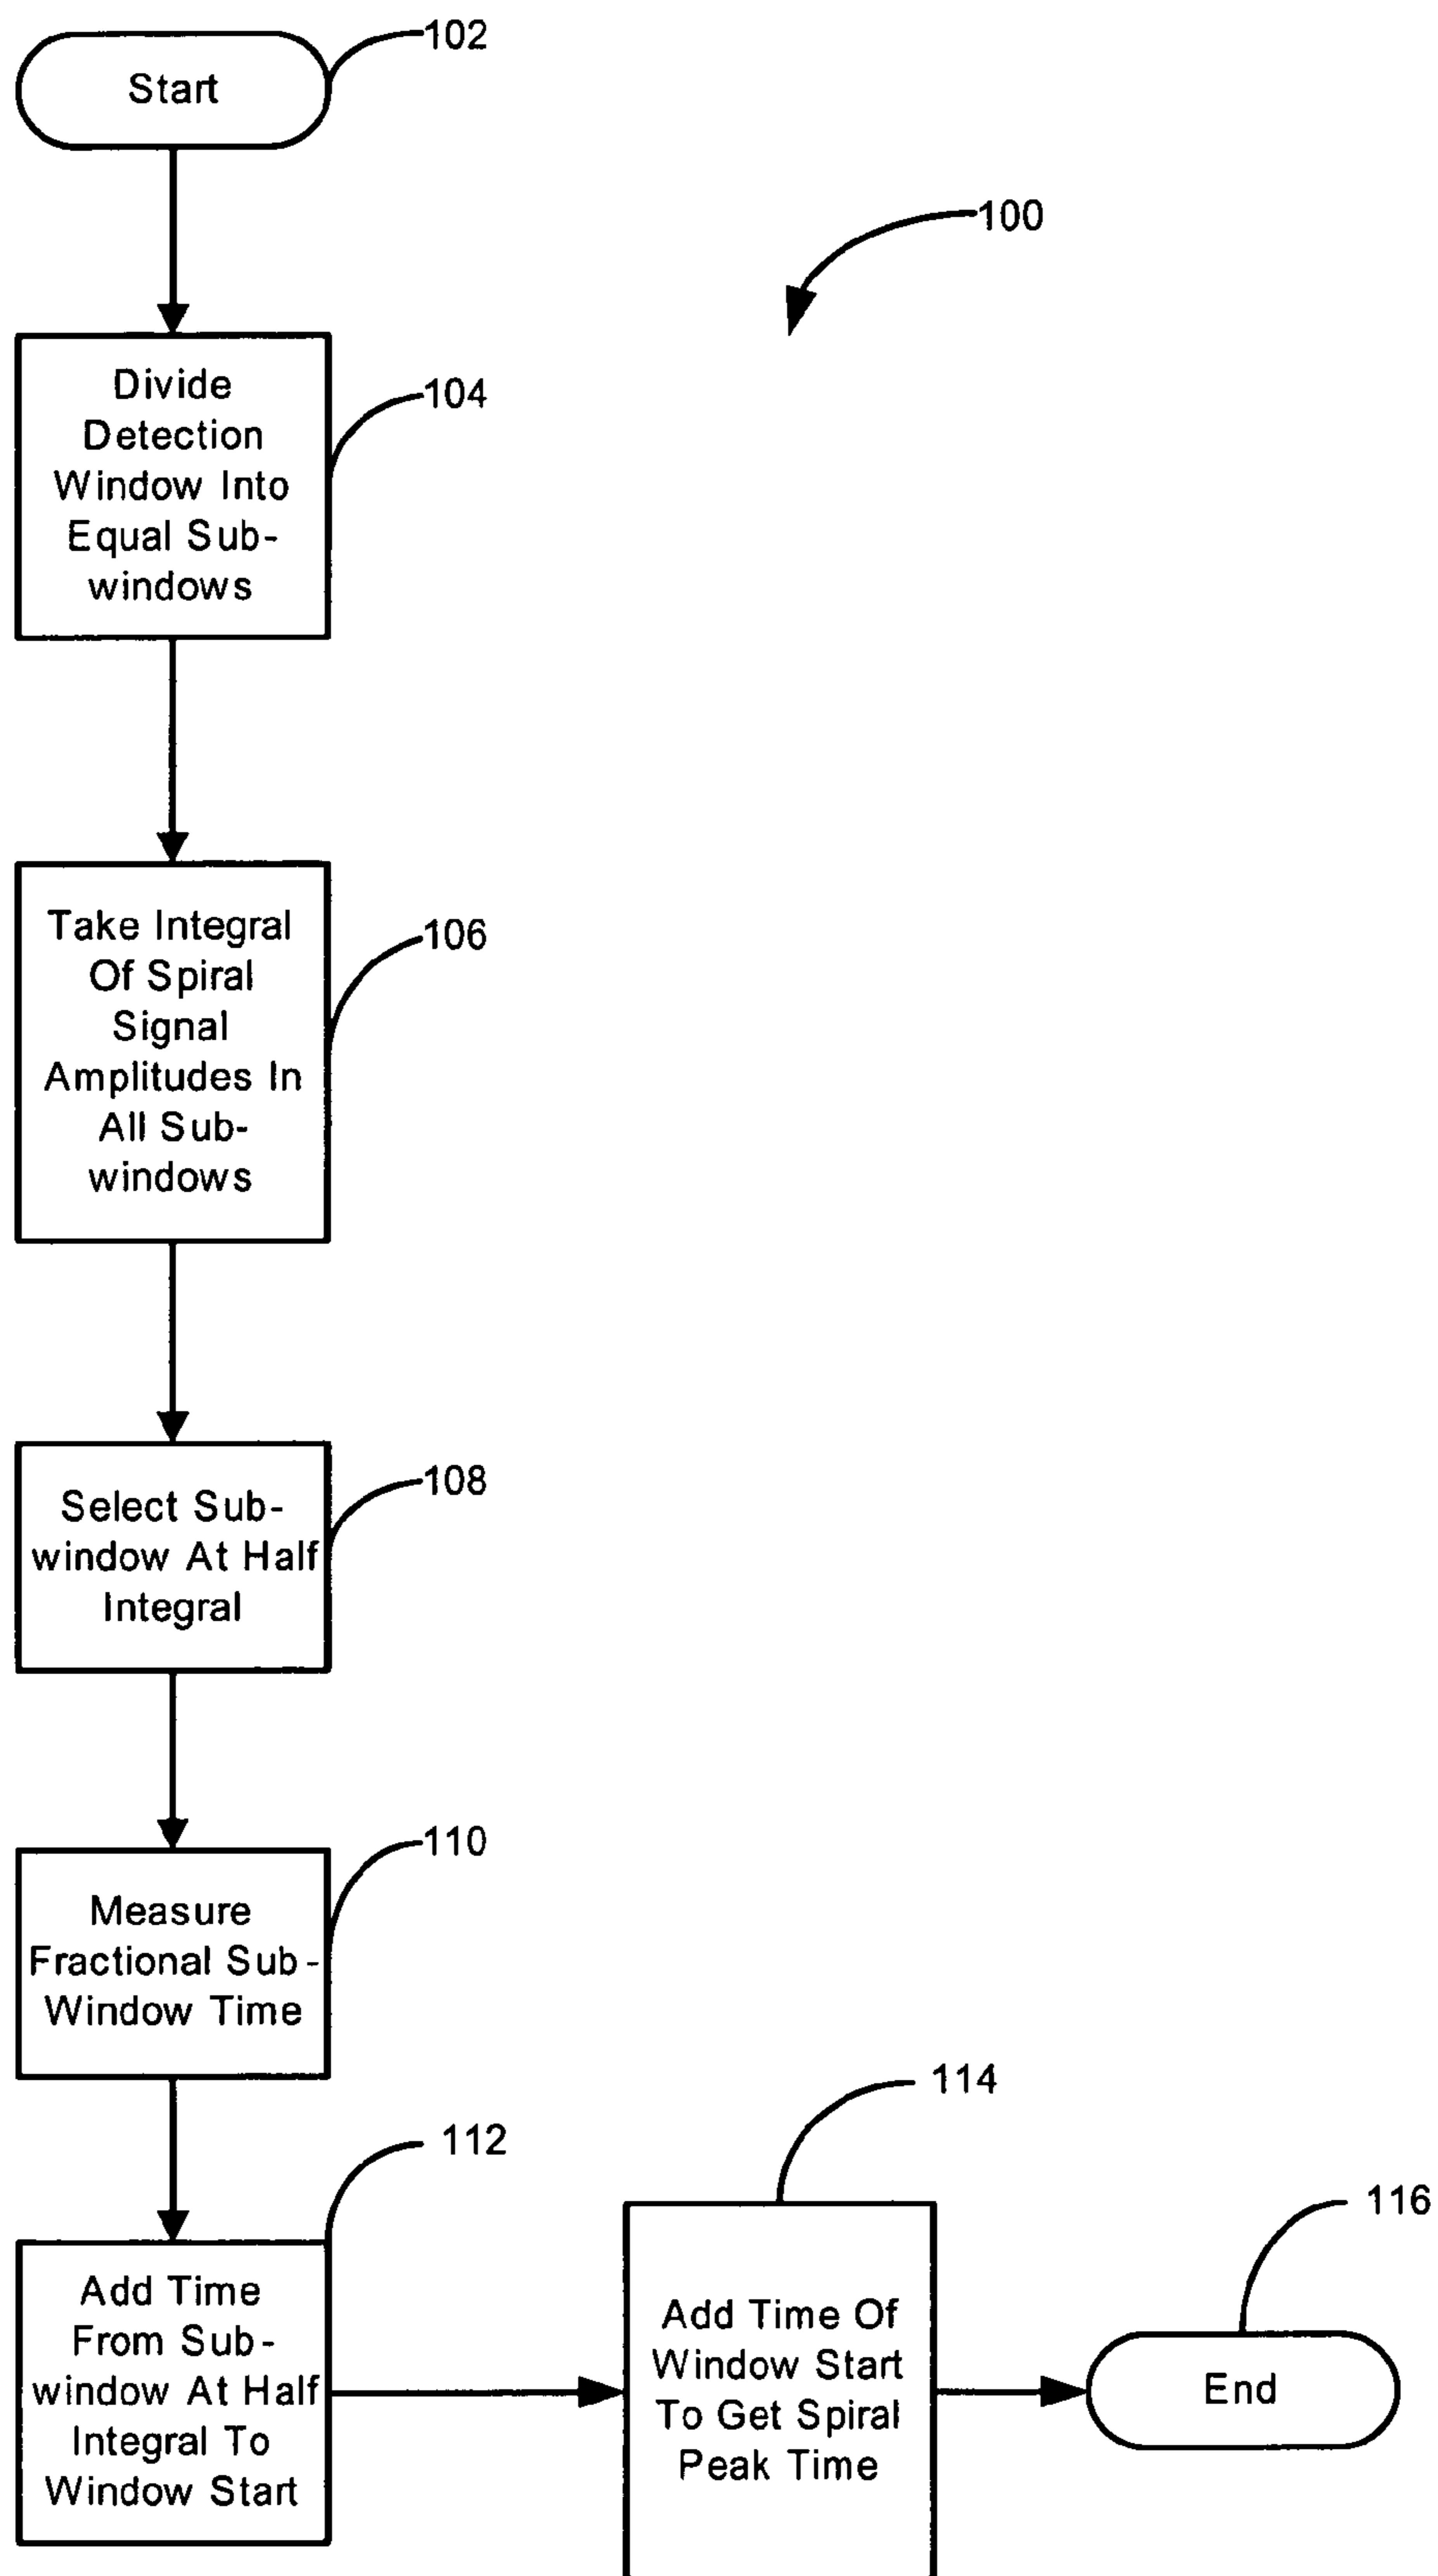 102
Start
100
104
Divide
Detection
Window Into
Equal Sub-
windows
106
Take Integral
Of Spiral
Signal
Amplitudes In
All Sub-
windows
108
Select Sub-
window At Half
Integral
110
Measure
Fractional Sub-
Window Time
112
Add Time
From Sub-
window At Half
Integral To
Window Start
114
Add Time Of
Window Start
To Get Spiral
Peak Time
116
End